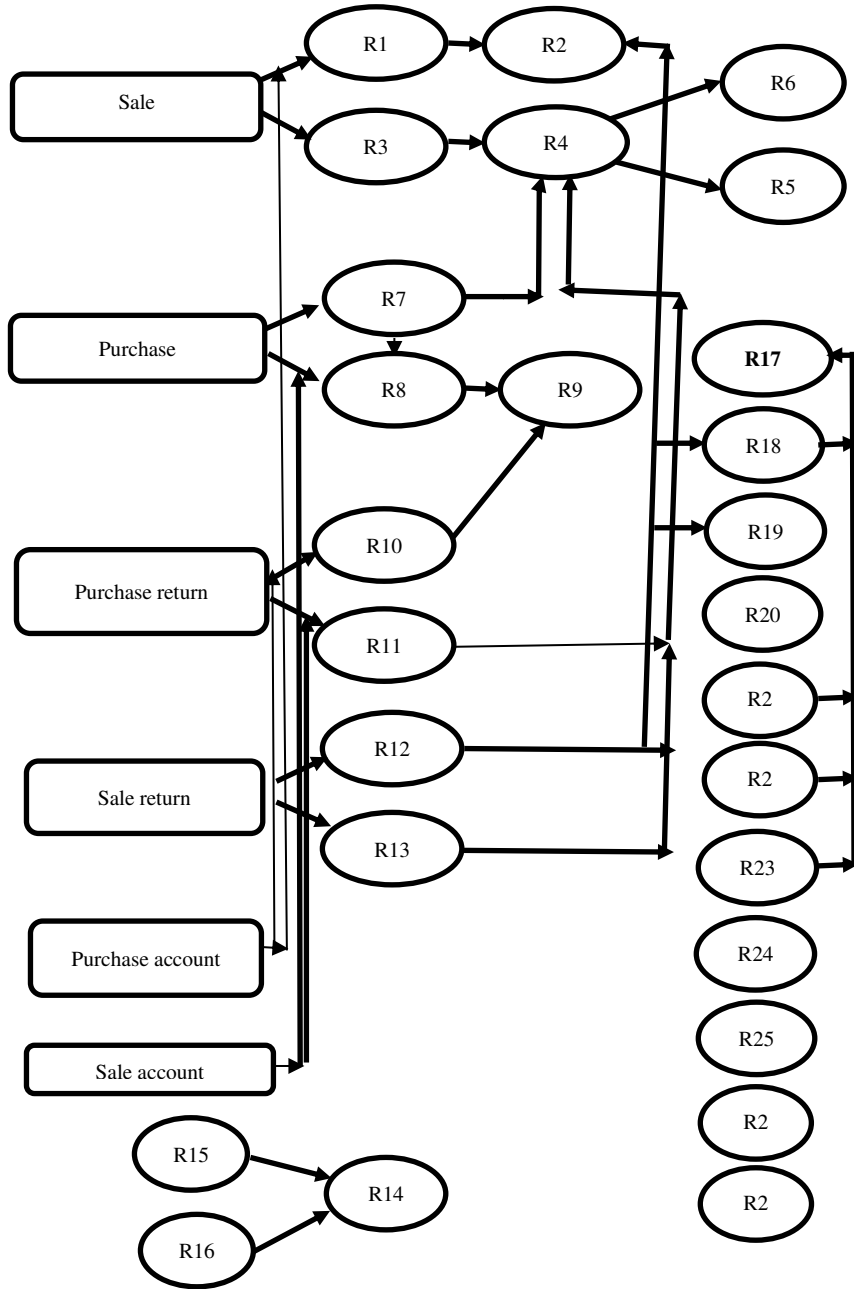 R1
R2
R6
Sale
R3
R4
R5
R7
Purchase
R8
R9
R17
R18
R10
R19
Purchase return
R20
R11
R2
R12
R2
Sale return
R13
R23
Purchase account
R24
R25
Sale account
R2
R15
R14
R2
R16